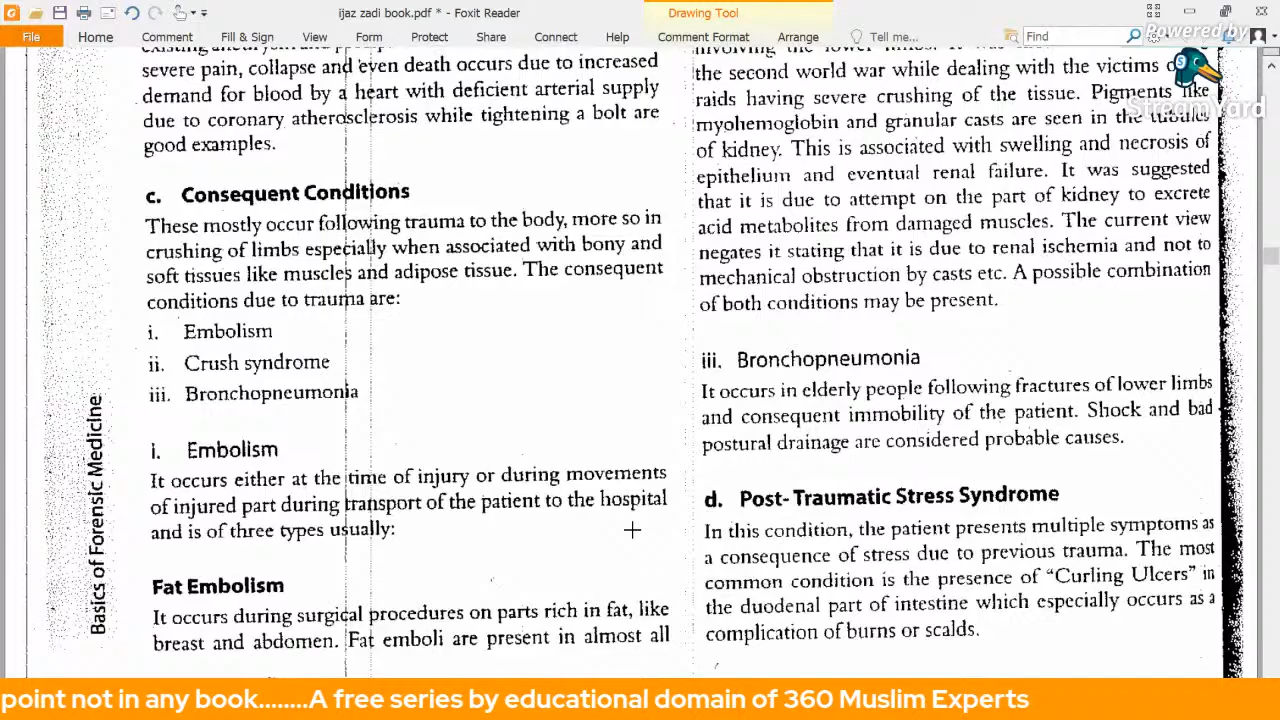 ijaz zadi book.pdf * - Foxit Reader
Drawing Tool
File Home Comment Fill & Sign View Form Protect Share Connect Help Format Arrange Tell me... Find
Powered by
StreamYard
severe pain, collapse and even death occurs due to increased
demand for blood by a heart with deficient arterial supply
due to coronary atherosclerosis while tightening a bolt are
good examples.
c. Consequent Conditions
These mostly occur following trauma to the body, more so in
crushing of limbs especially when associated with bony and
soft tissues like muscles and adipose tissue. The consequent
conditions due to trauma are:
i. Embolism
ii. Crush syndrome
iii. Bronchopneumonia
i. Embolism
It occurs either at the time of injury or during movements
of injured part during transport of the patient to the hospital
and is of three types usually:
Fat Embolism
It occurs during surgical procedures on parts rich in fat, like
breast and abdomen. Fat emboli are present in almost all
Basics of Forensic Medicine
the second world war while dealing with the victims
raids having severe crushing of the tissue. Pigments like
myohemoglobin and granular casts are seen in the tubules
of kidney. This is associated with swelling and necrosis of
epithelium and eventual renal failure. It was suggested
that it is due to attempt on the part of kidney to excrete
acid metabolites from damaged muscles. The current view
negates it stating that it is due to renal ischemia and not to
mechanical obstruction by casts etc. A possible combination
of both conditions may be present.
iii. Bronchopneumonia
It occurs in elderly people following fractures of lower limbs
and consequent immobility of the patient. Shock and bad
postural drainage are considered probable causes.
d. Post- Traumatic Stress Syndrome
In this condition, the patient presents multiple symptoms as
a consequence of stress due to previous trauma. The most
common condition is the presence of “Curling Ulcers” in
the duodenal part of intestine which especially occurs as a
complication of burns or scalds.
point not in any book........A free series by educational domain of 360 Muslim Experts